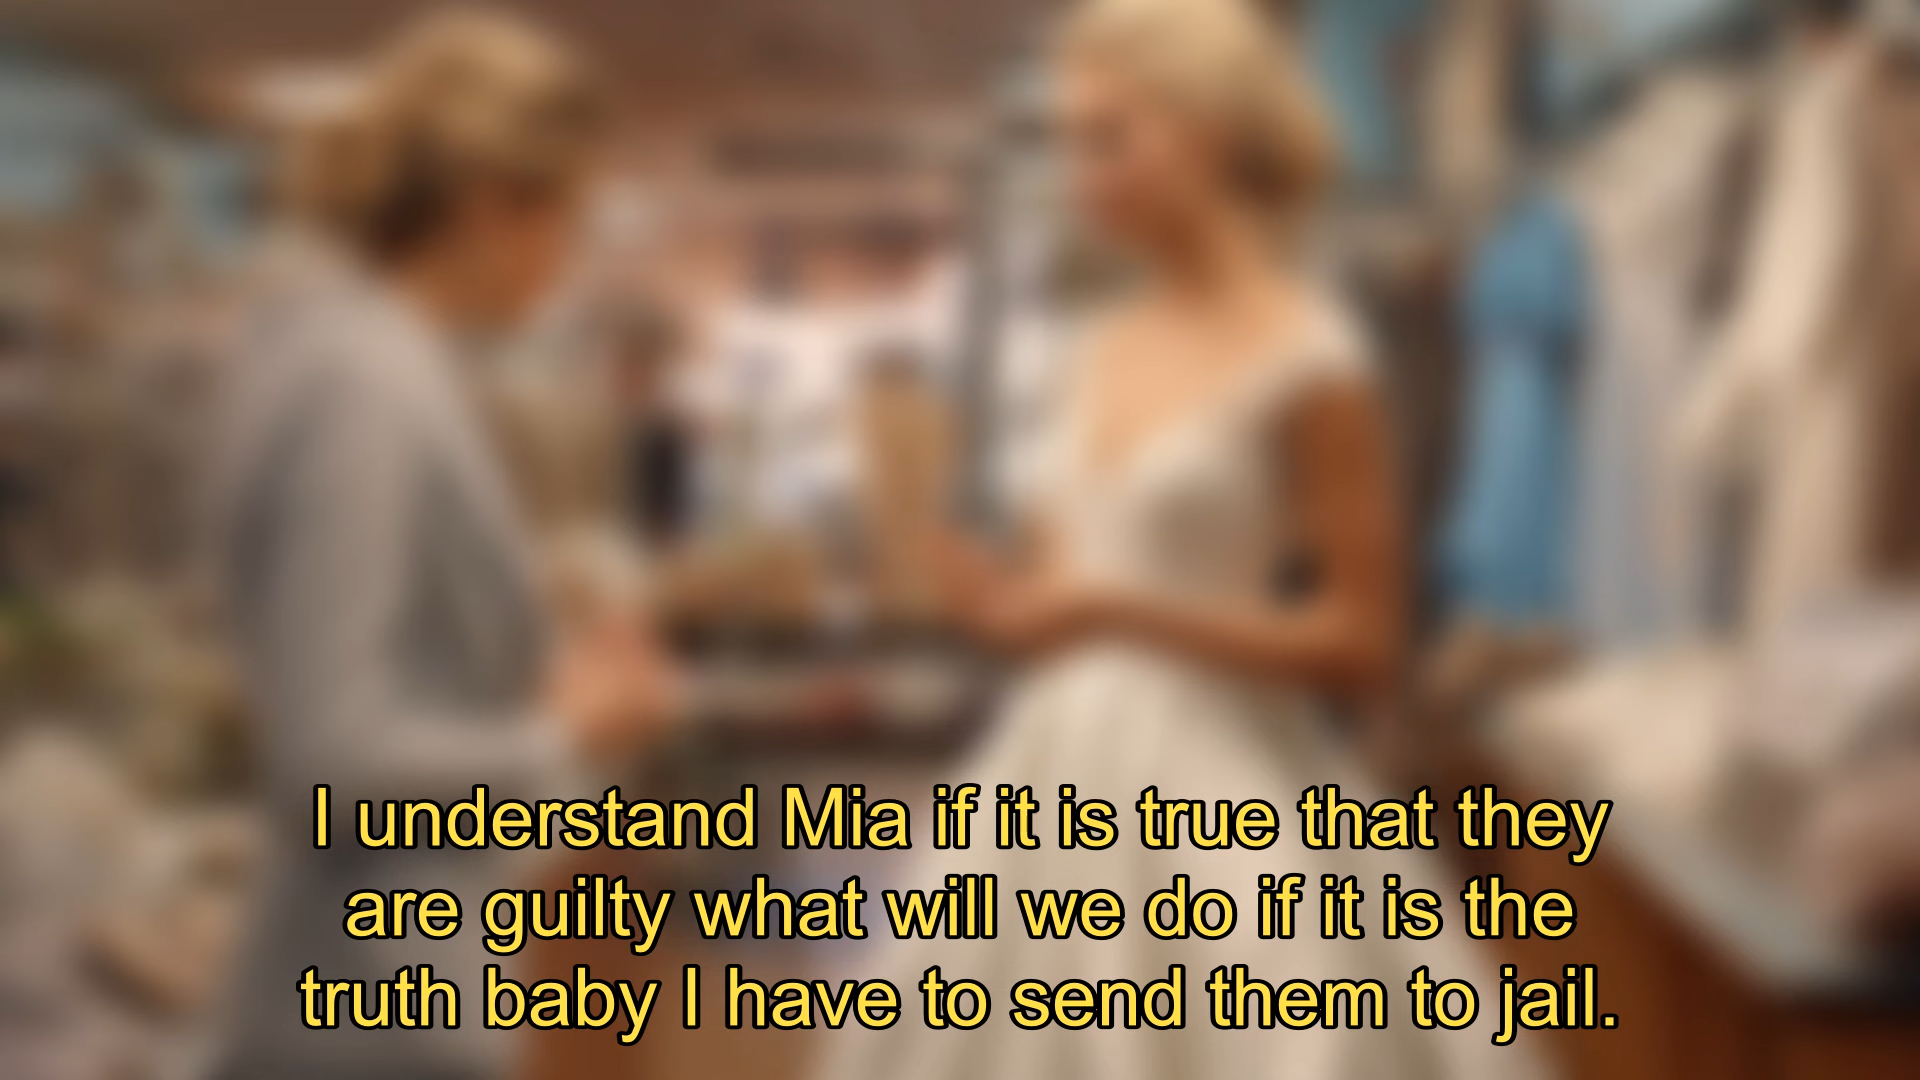 I understand Mia if it is true that they
are guilty what will we do if it is the
truth baby I have to send them to jail.